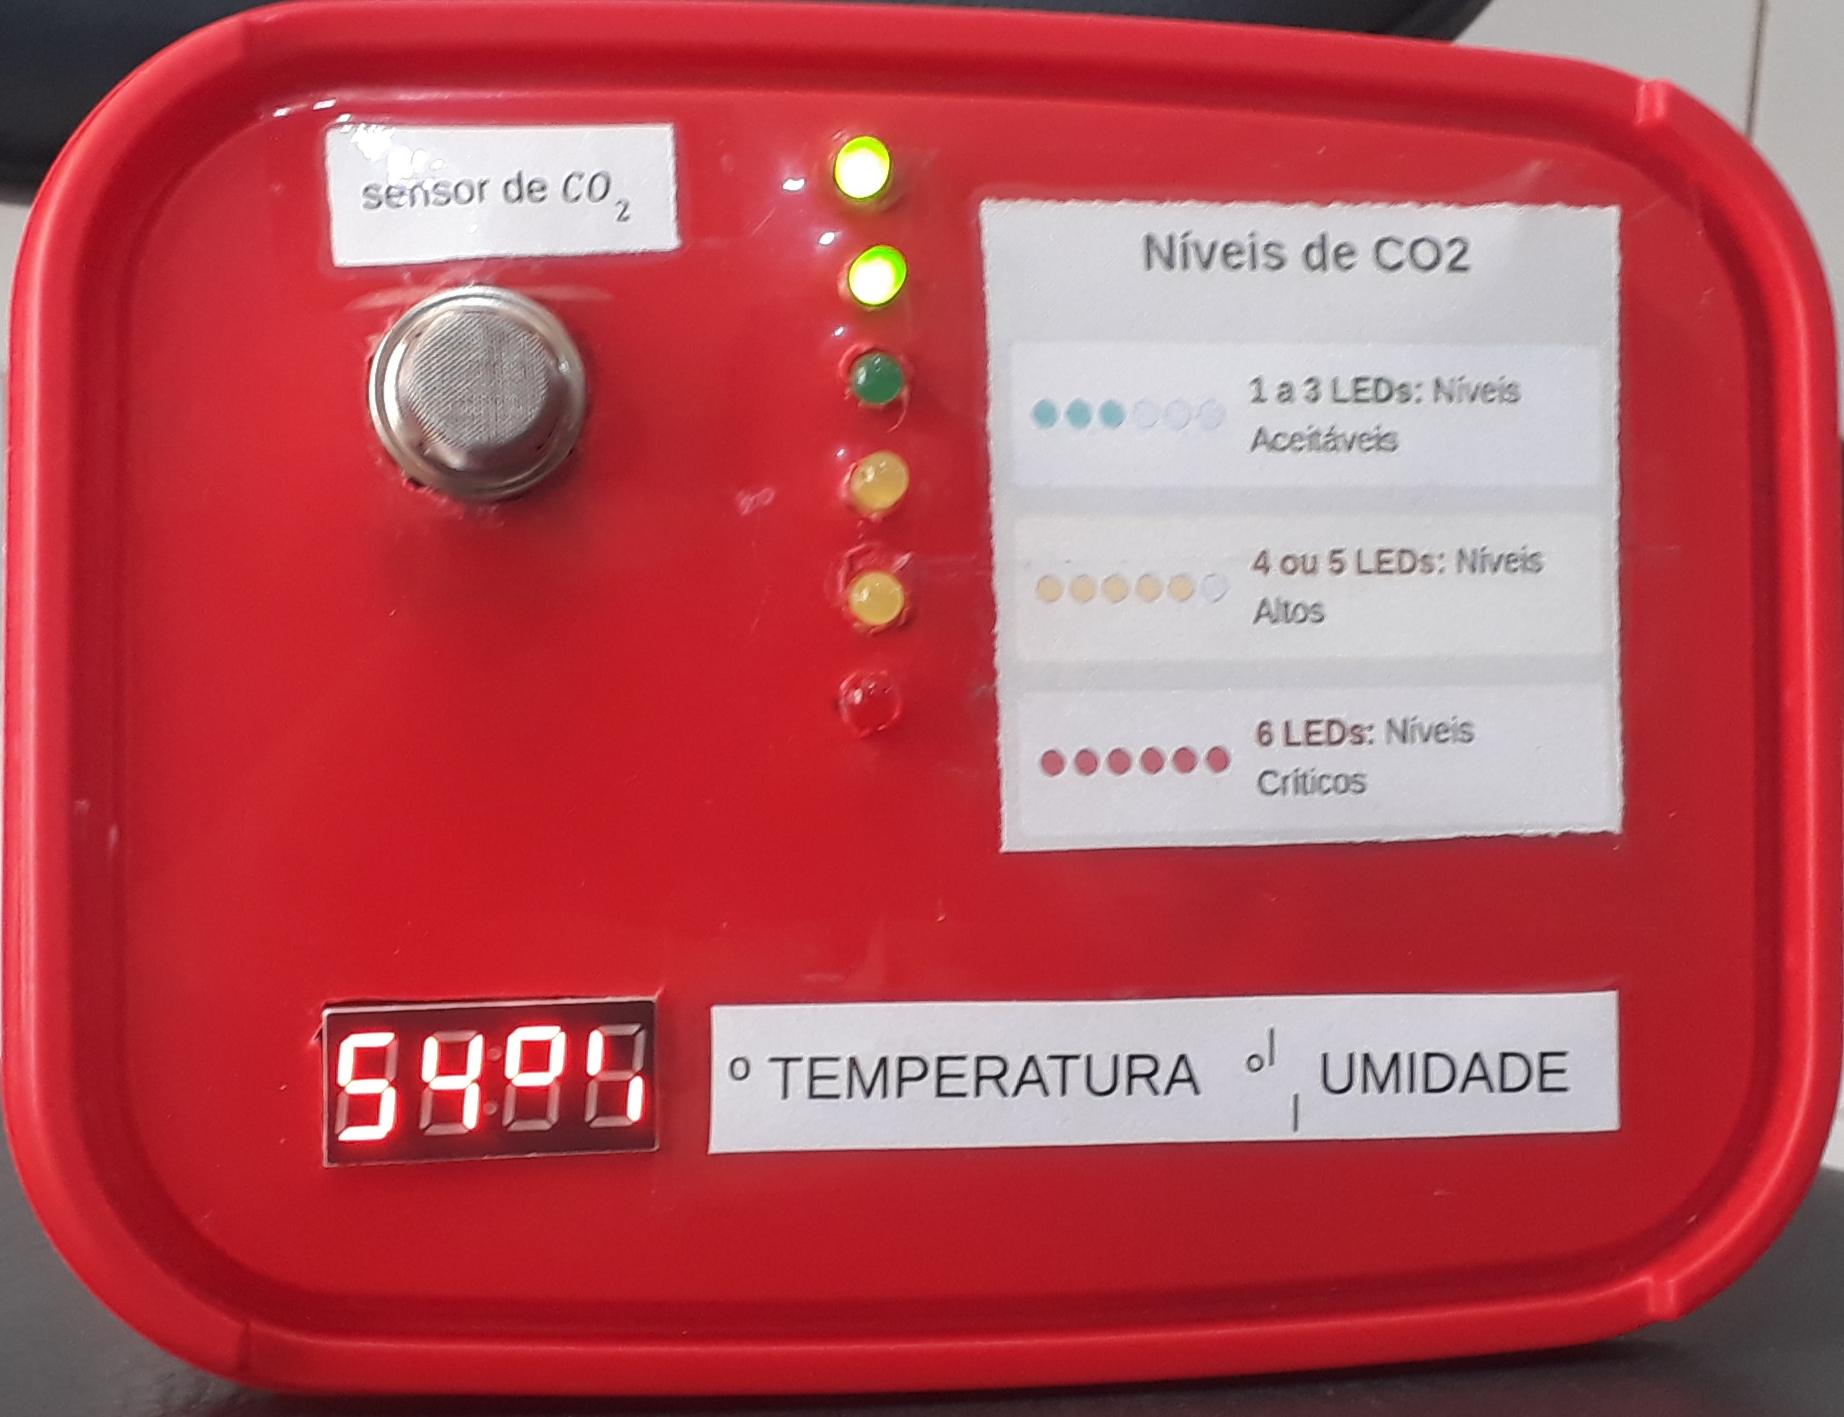 sensor de CO₂
Níveis de CO2
1 a 3 LEDs: Níveis
Aceitáveis
4 ou 5 LEDs: Níveis
Altos
6 LEDs: Níveis
Críticos
54
º TEMPERATURA UMIDADE